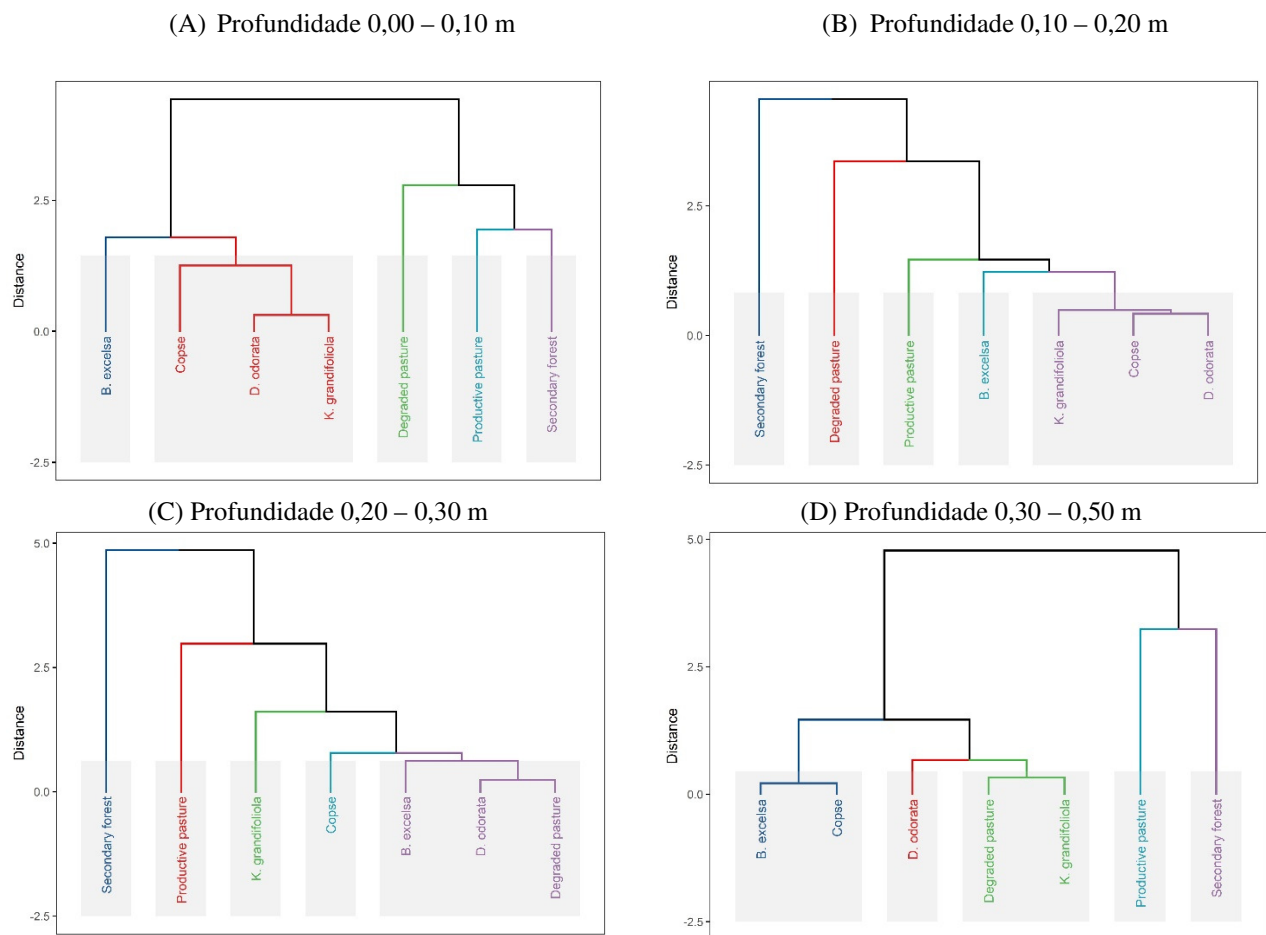 (A) Profundidade 0,00 – 0,10 m
2.5
0.0
-2.5
Distance
B. excelsa
Copse
D. odorata
K. grandifoliola
Degraded pasture
Productive pasture
Secondary forest
(B) Profundidade 0,10 – 0,20 m
2.5
0.0
-2.5
Distance
Secondary forest
Degraded pasture
Productive pasture
B. excelsa
K. grandifoliola
Copse
D. odorata
(C) Profundidade 0,20 – 0,30 m
5.0
2.5
0.0
-2.5
Distance
Secondary forest
Productive pasture
K. grandifoliola
Copse
B. excelsa
D. odorata
Degraded pasture
(D) Profundidade 0,30 – 0,50 m
5.0
2.5
0.0
-2.5
Distance
B. excelsa
Copse
D. odorata
Degraded pasture
K. grandifoliola
Productive pasture
Secondary forest